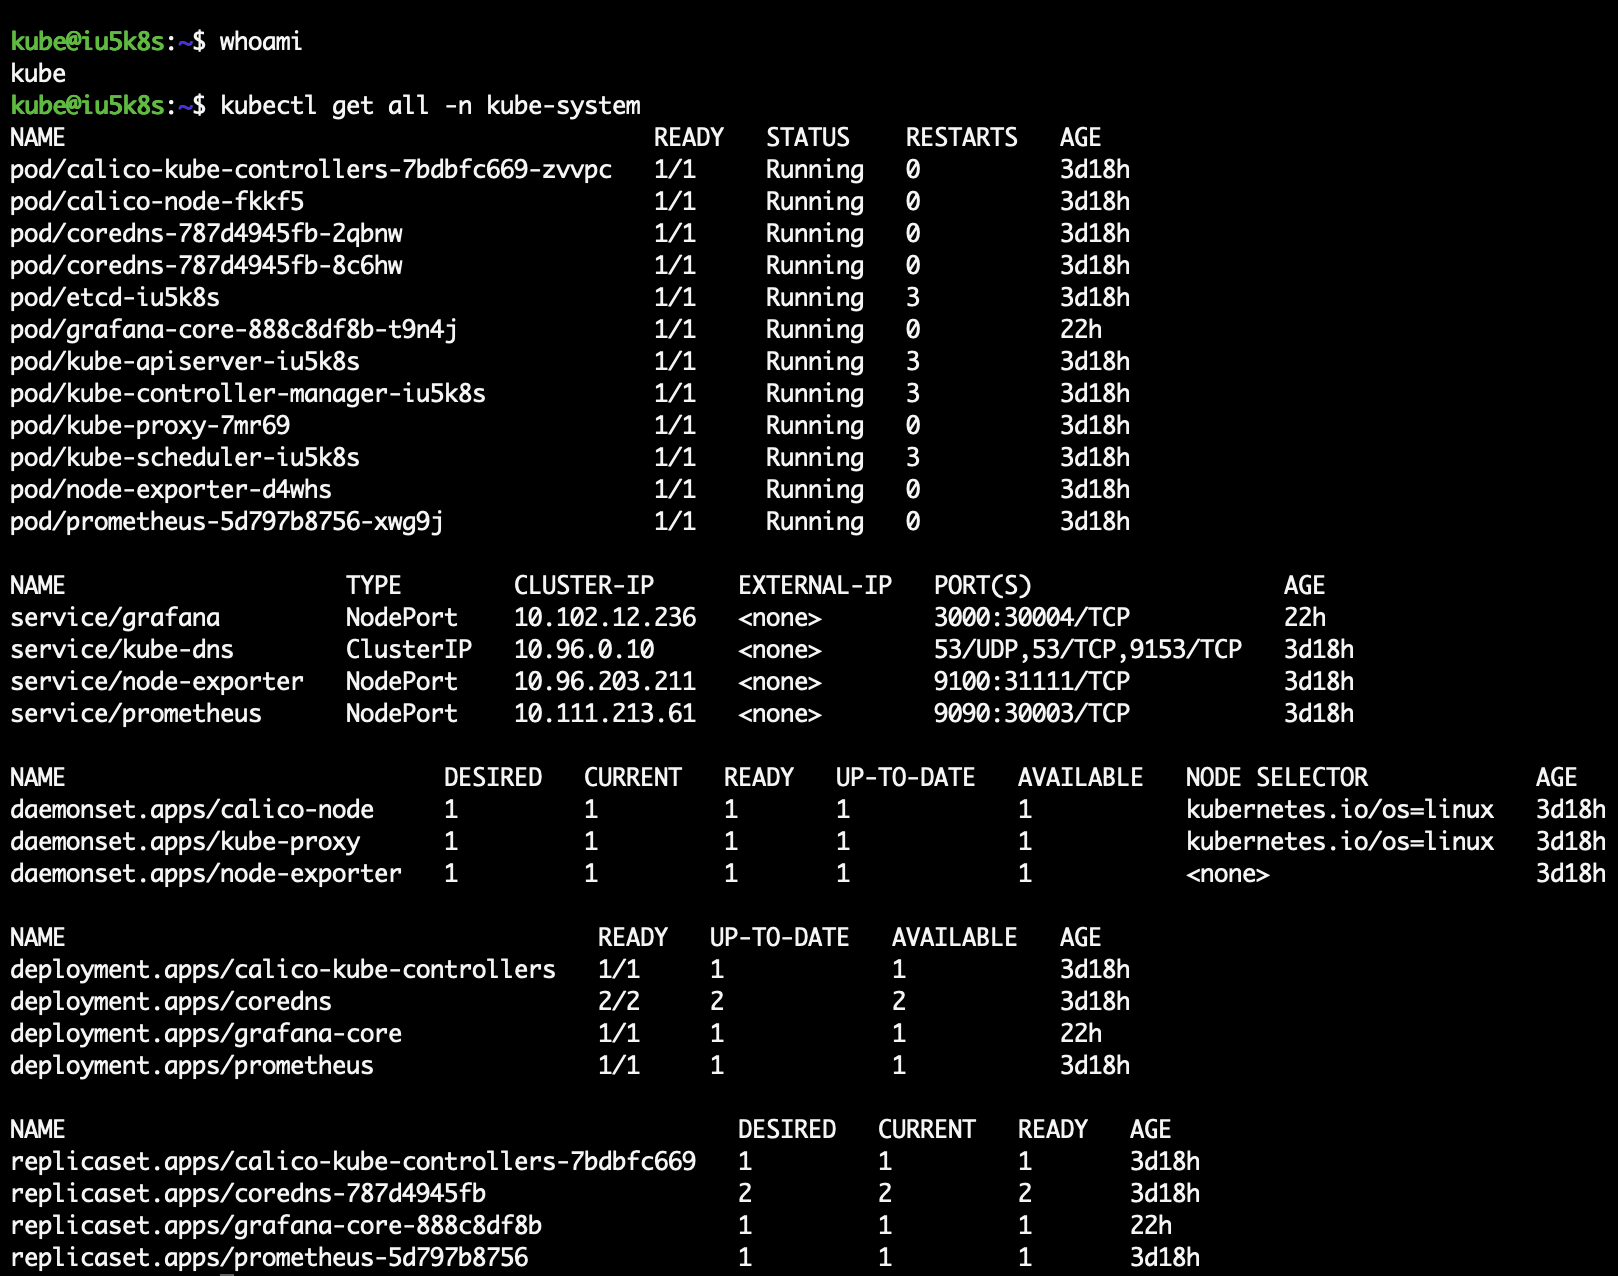 kube@iu5k8s:~$ whoami
kube
kube@iu5k8s:~$ kubectl get all -n kube-system
NAME READY STATUS RESTARTS AGE
pod/calico-kube-controllers-7bdbfc669-zvvpc 1/1 Running 0 3d18h
pod/calico-node-fkkf5 1/1 Running 0 3d18h
pod/coredns-787d4945fb-2qbnw 1/1 Running 0 3d18h
pod/coredns-787d4945fb-8c6hw 1/1 Running 0 3d18h
pod/etcd-iu5k8s 1/1 Running 3 3d18h
pod/grafana-core-888c8df8b-t9n4j 1/1 Running 0 22h
pod/kube-apiserver-iu5k8s 1/1 Running 3 3d18h
pod/kube-controller-manager-iu5k8s 1/1 Running 3 3d18h
pod/kube-proxy-7mr69 1/1 Running 0 3d18h
pod/kube-scheduler-iu5k8s 1/1 Running 3 3d18h
pod/node-exporter-d4whs 1/1 Running 0 3d18h
pod/prometheus-5d797b8756-xwg9j 1/1 Running 0 3d18h
NAME TYPE CLUSTER-IP EXTERNAL-IP PORT(S) AGE
service/grafana NodePort 10.102.12.236 <none> 3000:30004/TCP 22h
service/kube-dns ClusterIP 10.96.0.10 <none> 53/UDP,53/TCP,9153/TCP 3d18h
service/node-exporter NodePort 10.96.203.211 <none> 9100:31111/TCP 3d18h
service/prometheus NodePort 10.111.213.61 <none> 9090:30003/TCP 3d18h
NAME DESIRED CURRENT READY UP-TO-DATE AVAILABLE NODE SELECTOR AGE
daemonset.apps/calico-node 1 1 1 1 1 kubernetes.io/os=linux 3d18h
daemonset.apps/kube-proxy 1 1 1 1 1 kubernetes.io/os=linux 3d18h
daemonset.apps/node-exporter 1 1 1 1 1 <none> 3d18h
NAME READY UP-TO-DATE AVAILABLE AGE
deployment.apps/calico-kube-controllers 1/1 1 1 3d18h
deployment.apps/coredns 2/2 2 2 3d18h
deployment.apps/grafana-core 1/1 1 1 22h
deployment.apps/prometheus 1/1 1 1 3d18h
NAME DESIRED CURRENT READY AGE
replicaset.apps/calico-kube-controllers-7bdbfc669 1 1 1 3d18h
replicaset.apps/coredns-787d4945fb 2 2 2 3d18h
replicaset.apps/grafana-core-888c8df8b 1 1 1 22h
replicaset.apps/prometheus-5d797b8756 1 1 1 3d18h